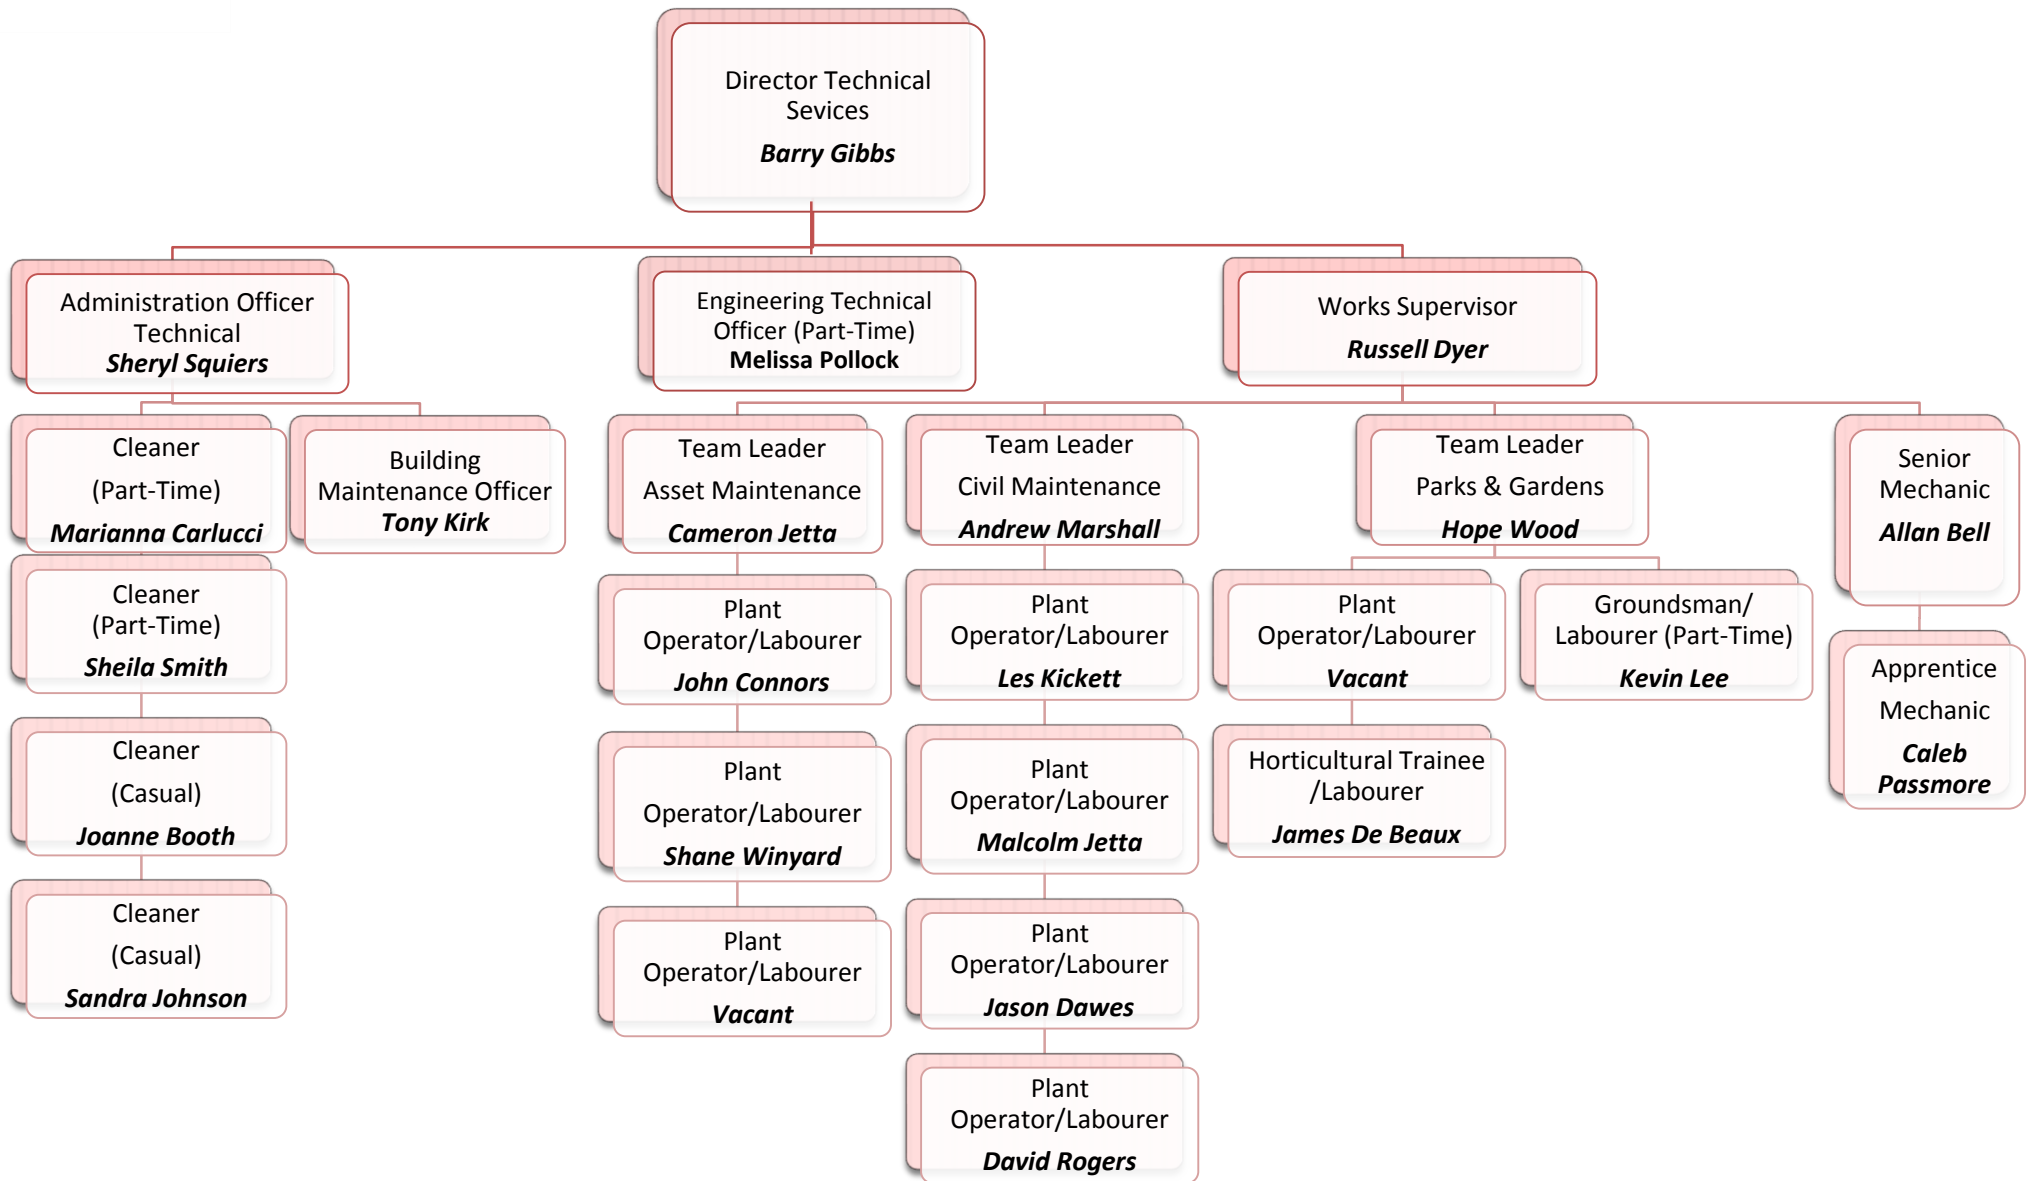 Director Technical
Sevices
Barry Gibbs
Administration Officer
Technical
Sheryl Squiers
Engineering Technical
Officer (Part-Time)
Melissa Pollock
Works Supervisor
Russell Dyer
Cleaner
(Part-Time)
Marianna Carlucci
Building
Maintenance Officer
Tony Kirk
Team Leader
Asset Maintenance
Cameron Jetta
Team Leader
Civil Maintenance
Andrew Marshall
Team Leader
Parks & Gardens
Hope Wood
Senior
Mechanic
Allan Bell
Cleaner
(Part-Time)
Sheila Smith
Plant
Operator/Labourer
John Connors
Plant
Operator/Labourer
Les Kickett
Plant
Operator/Labourer
Vacant
Groundsman/
Labourer (Part-Time)
Kevin Lee
Apprentice
Mechanic
Caleb
Passmore
Cleaner
(Casual)
Joanne Booth
Plant
Operator/Labourer
Shane Winyard
Plant
Operator/Labourer
Malcolm Jetta
Horticultural Trainee
/Labourer
James De Beaux
Cleaner
(Casual)
Sandra Johnson
Plant
Operator/Labourer
Vacant
Plant
Operator/Labourer
Jason Dawes
Plant
Operator/Labourer
David Rogers